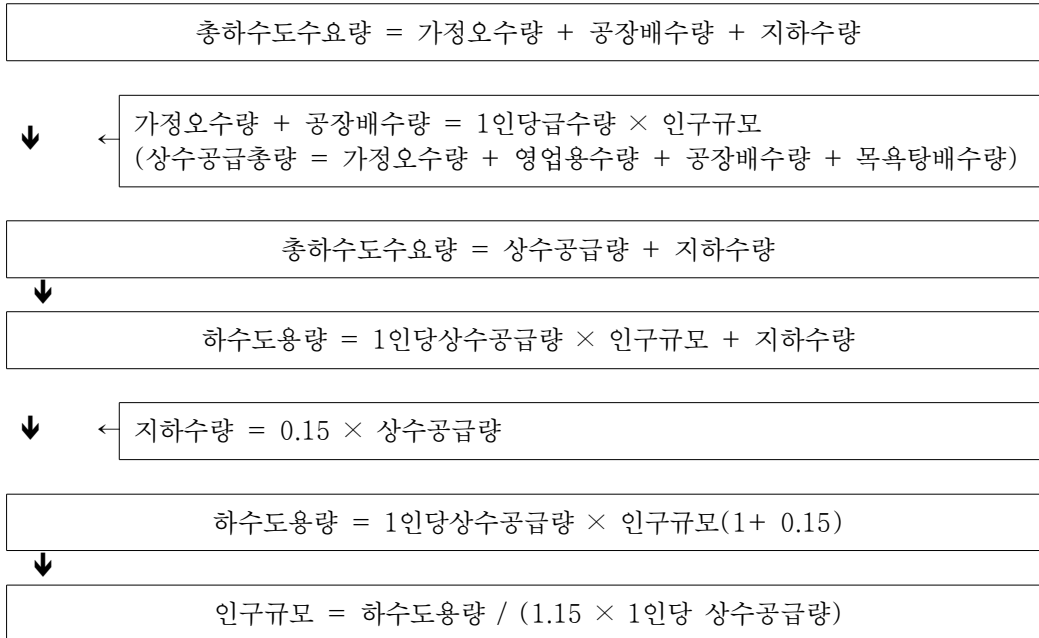 총하수도수요량 = 가정오수량 + 공장배수량 + 지하수량
가정오수량 + 공장배수량 = 1인당급수량 × 인구규모
(상수공급총량 = 가정오수량 + 영업용수량 + 공장배수량 + 목욕탕배수량)
총하수도수요량 = 상수공급량 + 지하수량
하수도용량 = 1인당상수공급량 × 인구규모 + 지하수량
지하수량 = 0.15 × 상수공급량
하수도용량 = 1인당상수공급량 × 인구규모(1+ 0.15)
인구규모 = 하수도용량 / (1.15 × 1인당 상수공급량)